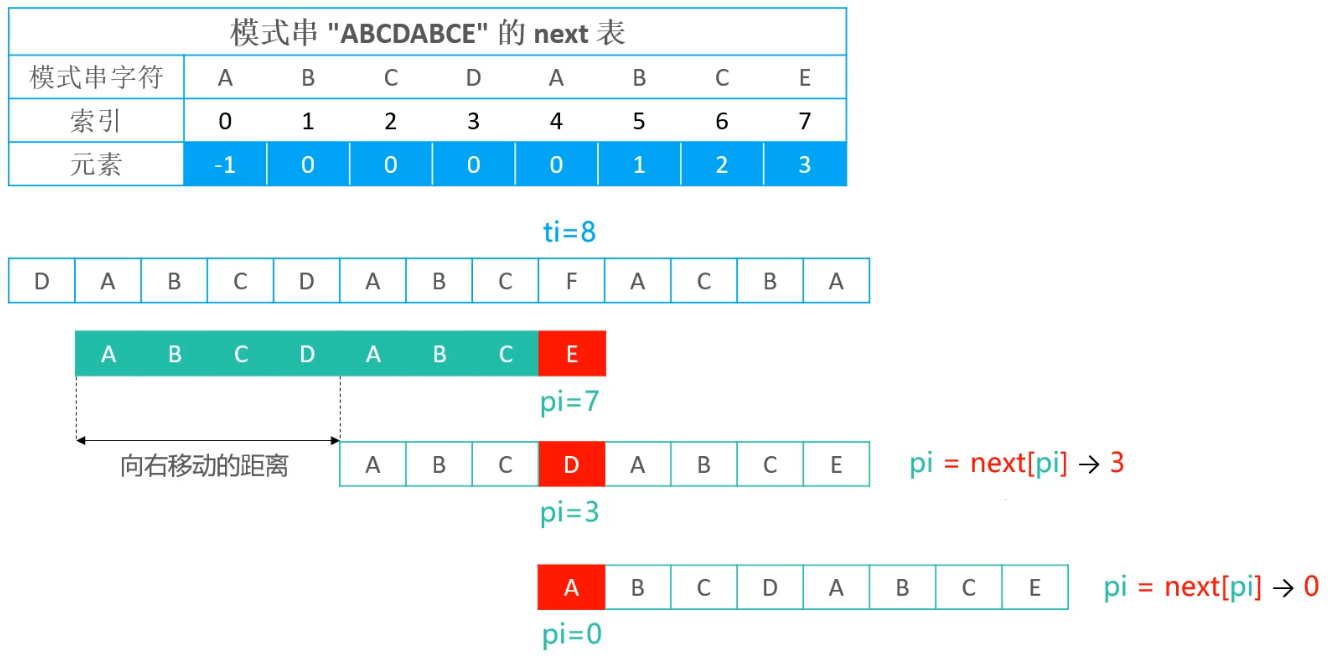 模式串 "ABCDABCE" 的 next 表
模式串字符 A B C D A B C E
索引 0 1 2 3 4 5 6 7
元素 -1 0 0 0 0 1 2 3
ti=8
D A B C D A B C F A C B A
A B C D A B C E
pi=7
向右移动的距离
A B C D A B C E pi = next[pi] → 3
pi=3
A B C D A B C E pi = next[pi] → 0
pi=0